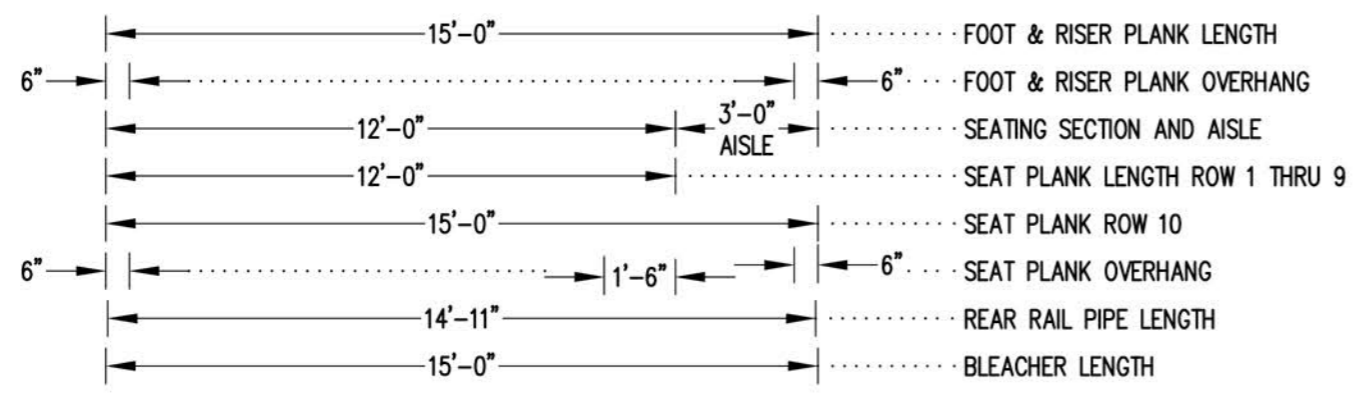 15'-0" FOOT & RISER PLANK LENGTH
6" 6" FOOT & RISER PLANK OVERHANG
12'-0" 3'-0" AISLE SEATING SECTION AND AISLE
12'-0" SEAT PLANK LENGTH ROW 1 THRU 9
15'-0" SEAT PLANK ROW 10
6" 1'-6" 6" SEAT PLANK OVERHANG
14'-11" REAR RAIL PIPE LENGTH
15'-0" BLEACHER LENGTH